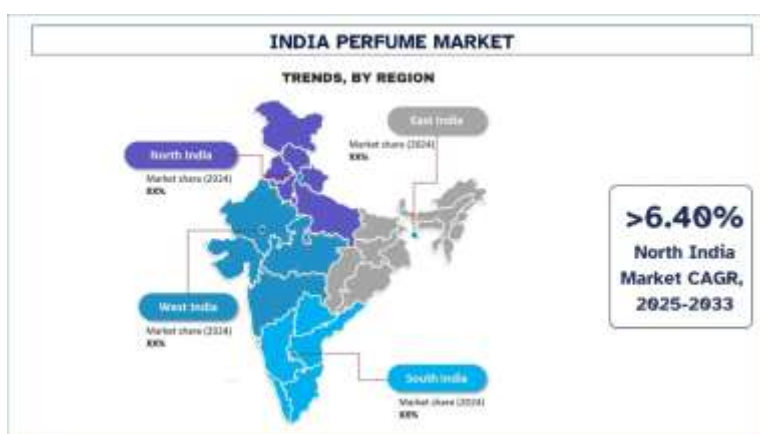 INDIA PERFUME MARKET
TRENDS, BY REGION
East India
Market share (2024)
XX%
North India
Market share (2024)
XX%
>6.40%
North India
Market CAGR,
2025-2033
West India
Market share (2024)
XX%
South India
Market share (2024)
XX%